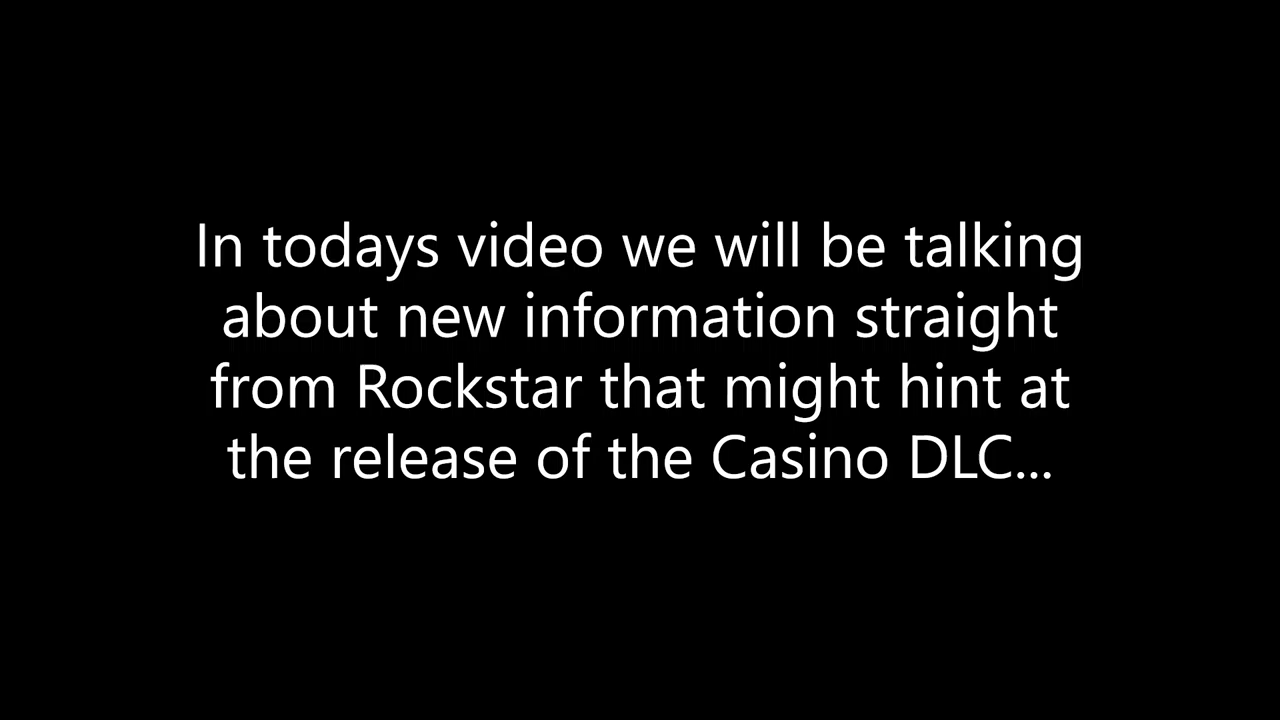 In todays video we will be talking
about new information straight
from Rockstar that might hint at
the release of the Casino DLC...